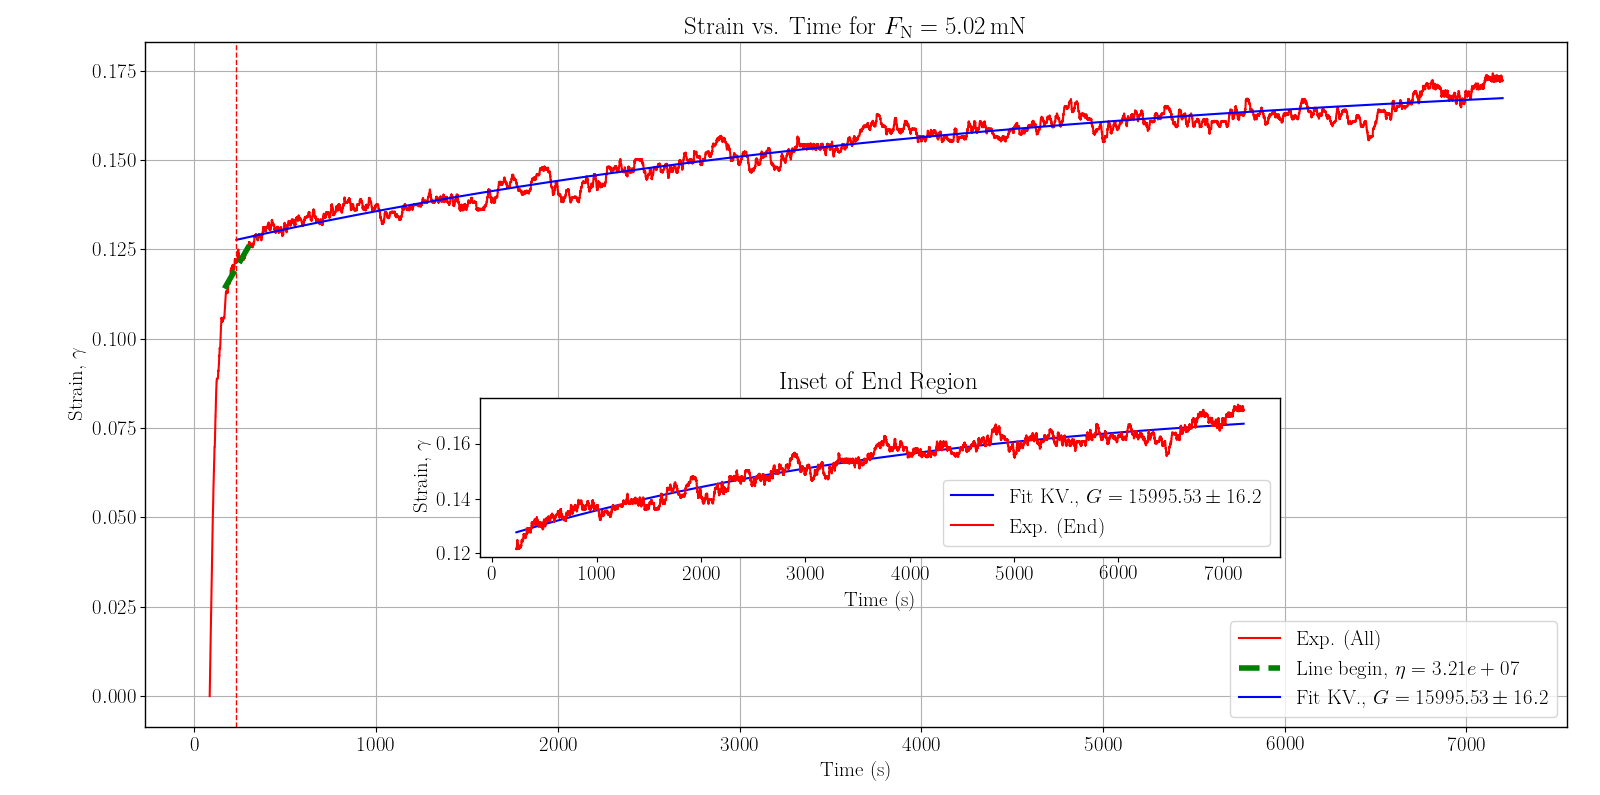 Strain vs. Time for F_N = 5.02 mN
0.175
0.150
0.125
0.100
0.075
0.050
0.025
0.000
Strain, γ
0
1000
2000
3000
4000
5000
6000
7000
Time (s)
Inset of End Region
0.16
0.14
0.12
Strain, γ
0
1000
2000
3000
4000
5000
6000
7000
Time (s)
Fit KV., G = 15995.53 ± 16.2
Exp. (End)
Exp. (All)
Line begin, η = 3.21e + 07
Fit KV., G = 15995.53 ± 16.2